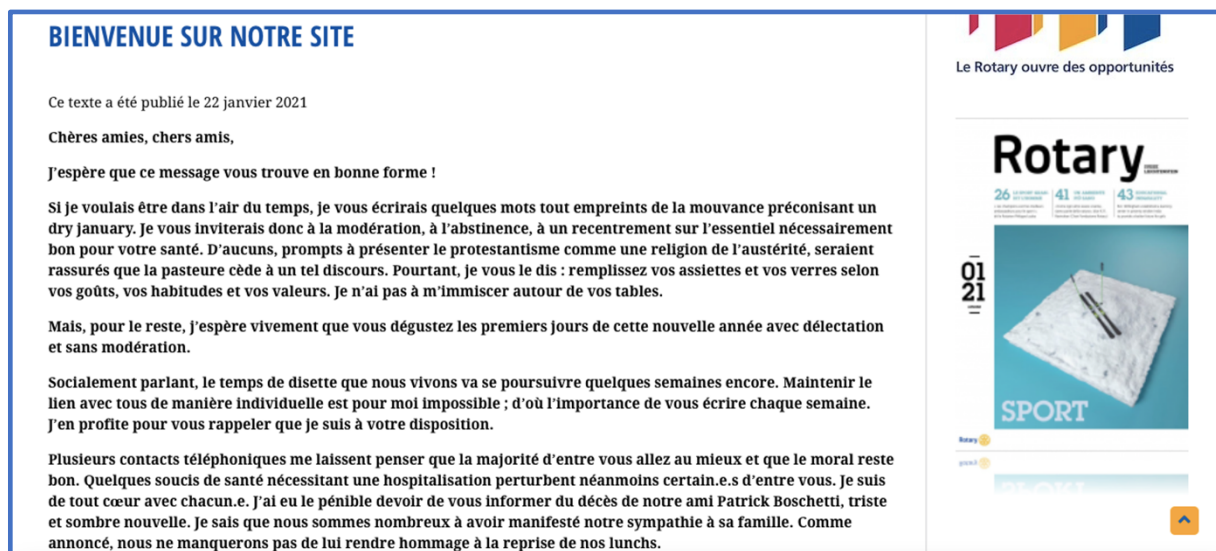 BIENVENUE SUR NOTRE SITE
Ce texte a été publié le 22 janvier 2021
Chères amies, chers amis,
J'espère que ce message vous trouve en bonne forme !
Si je voulais être dans l'air du temps, je vous écrirais quelques mots tout empreints de la mouvance préconisant un
dry january. Je vous inviterais donc à la modération, à l'abstinence, à un recentrement sur l'essentiel nécessairement
bon pour votre santé. D'aucuns, prompts à présenter le protestantisme comme une religion de l'austérité, seraient
rassurés que la pasteure cède à un tel discours. Pourtant, je vous le dis : remplissez vos assiettes et vos verres selon
vos goûts, vos habitudes et vos valeurs. Je n'ai pas à m'immiscer autour de vos tables.
Mais, pour le reste, j'espère vivement que vous dégustez les premiers jours de cette nouvelle année avec délectation
et sans modération.
Socialement parlant, le temps de disette que nous vivons va se poursuivre quelques semaines encore. Maintenir le
lien avec tous de manière individuelle est pour moi impossible ; d'où l'importance de vous écrire chaque semaine.
J'en profite pour vous rappeler que je suis à votre disposition.
Plusieurs contacts téléphoniques me laissent penser que la majorité d'entre vous allez au mieux et que le moral reste
bon. Quelques soucis de santé nécessitant une hospitalisation perturbent néanmoins certain.e.s d'entre vous. Je suis
de tout cœur avec chacun.e. J'ai eu le pénible devoir de vous informer du décès de notre ami Patrick Boschetti, triste
et sombre nouvelle. Je sais que nous sommes nombreux à avoir manifesté notre sympathie à sa famille. Comme
annoncé, nous ne manquerons pas de lui rendre hommage à la reprise de nos lunchs.
Le Rotary ouvre des opportunités
Rotary
26
41
43
01
21
SPORT
Rotary